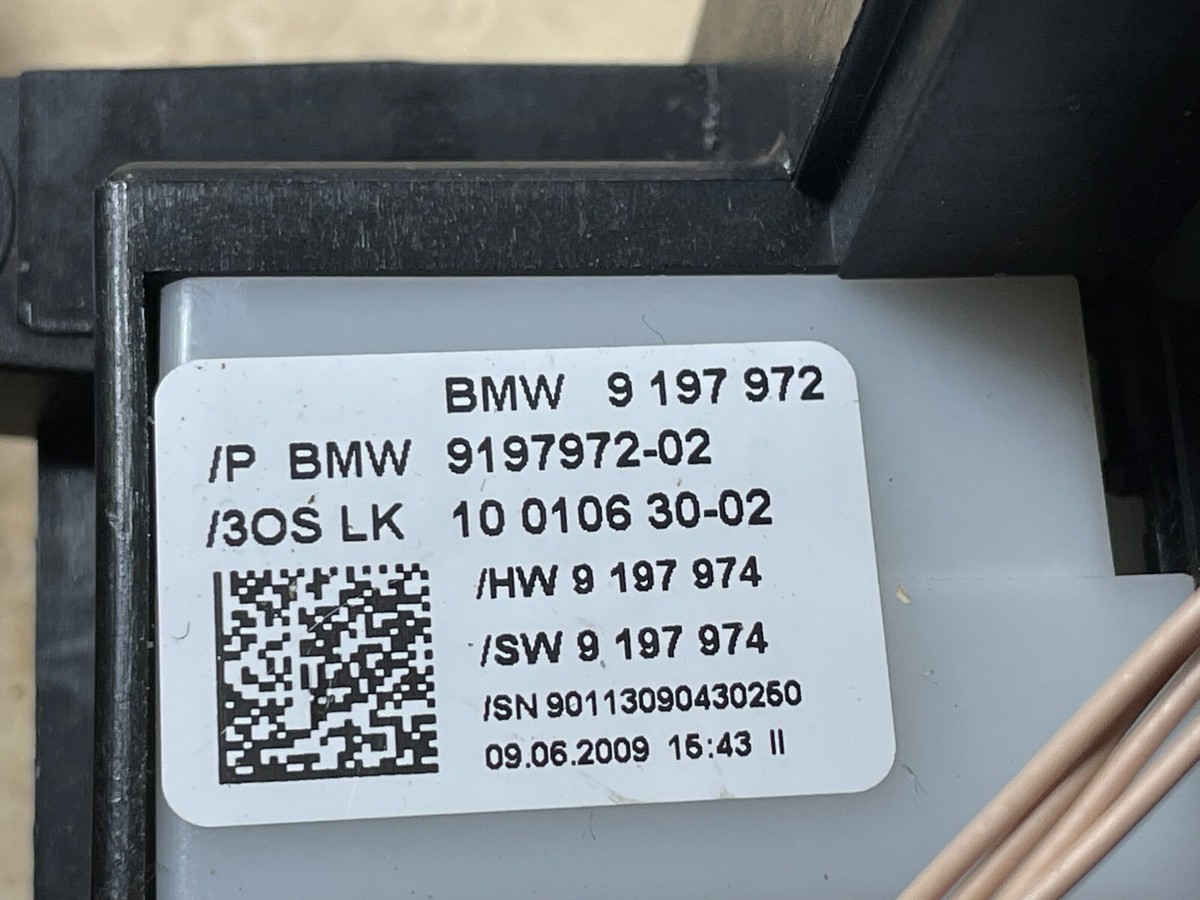 BMW 9 197 972
/P BMW 9197972-02
/3OS LK 10 0106 30-02
/HW 9 197 974
/SW 9 197 974
/SN 90113090430250
09.06.2009 15:43 II